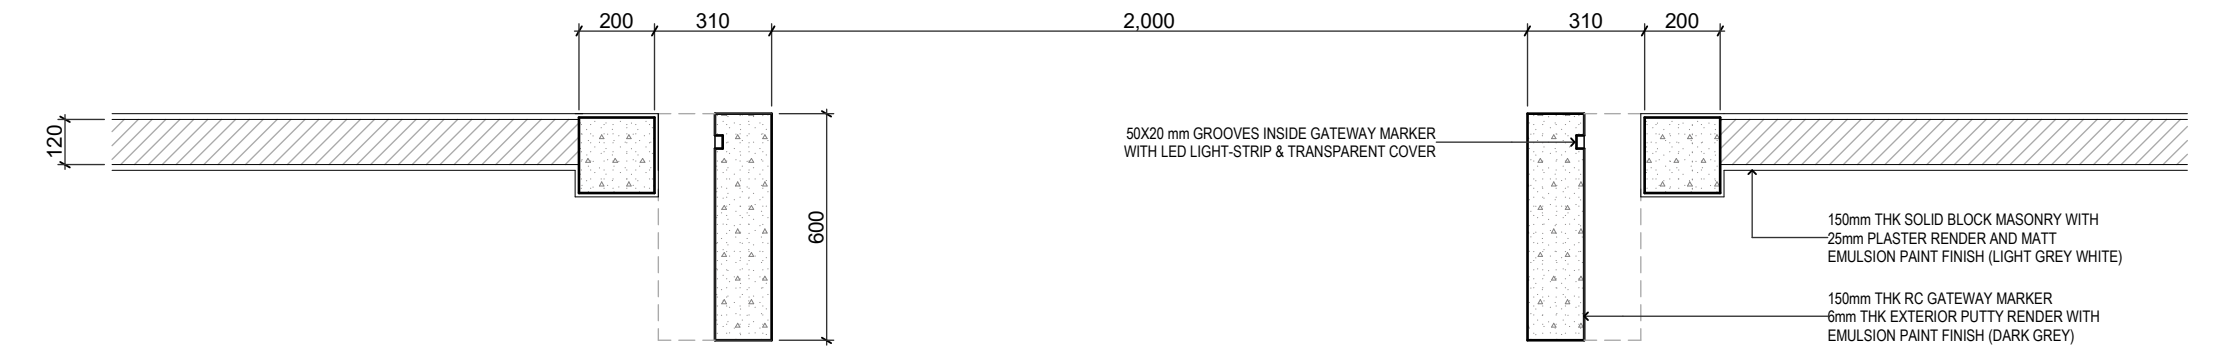 200
310
2,000
310
200
120
600
50X20 mm GROOVES INSIDE GATEWAY MARKER
WITH LED LIGHT-STRIP & TRANSPARENT COVER
150mm THK SOLID BLOCK MASONRY WITH
25mm PLASTER RENDER AND MATT
EMULSION PAINT FINISH (LIGHT GREY WHITE)
150mm THK RC GATEWAY MARKER
6mm THK EXTERIOR PUTTY RENDER WITH
EMULSION PAINT FINISH (DARK GREY)